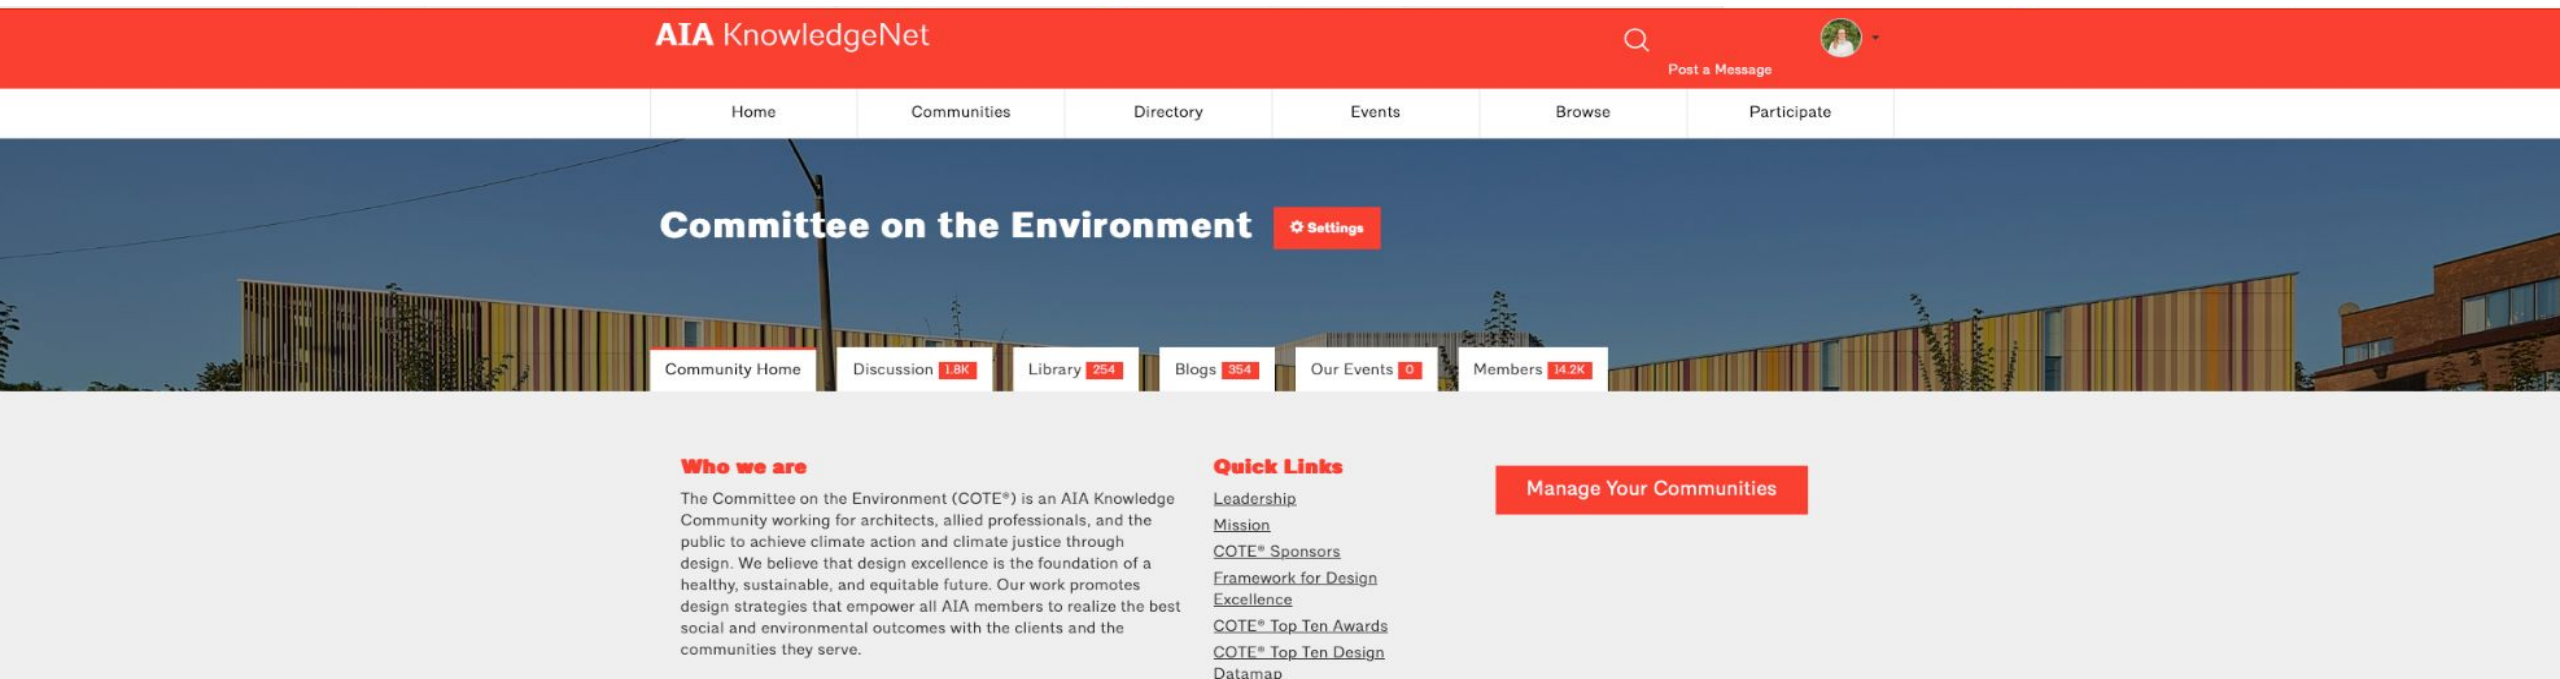 AIA KnowledgeNet
Post a Message
Home Communities Directory Events Browse Participate
Committee on the Environment Settings
Community Home Discussion 1.8K Library 254 Blogs 354 Our Events 0 Members 14.2K
Who we are
The Committee on the Environment (COTE®) is an AIA Knowledge
Community working for architects, allied professionals, and the
public to achieve climate action and climate justice through
design. We believe that design excellence is the foundation of a
healthy, sustainable, and equitable future. Our work promotes
design strategies that empower all AIA members to realize the best
social and environmental outcomes with the clients and the
communities they serve.
Quick Links
Leadership
Mission
COTE® Sponsors
Framework for Design
Excellence
COTE® Top Ten Awards
COTE® Top Ten Design
Datamap
Manage Your Communities